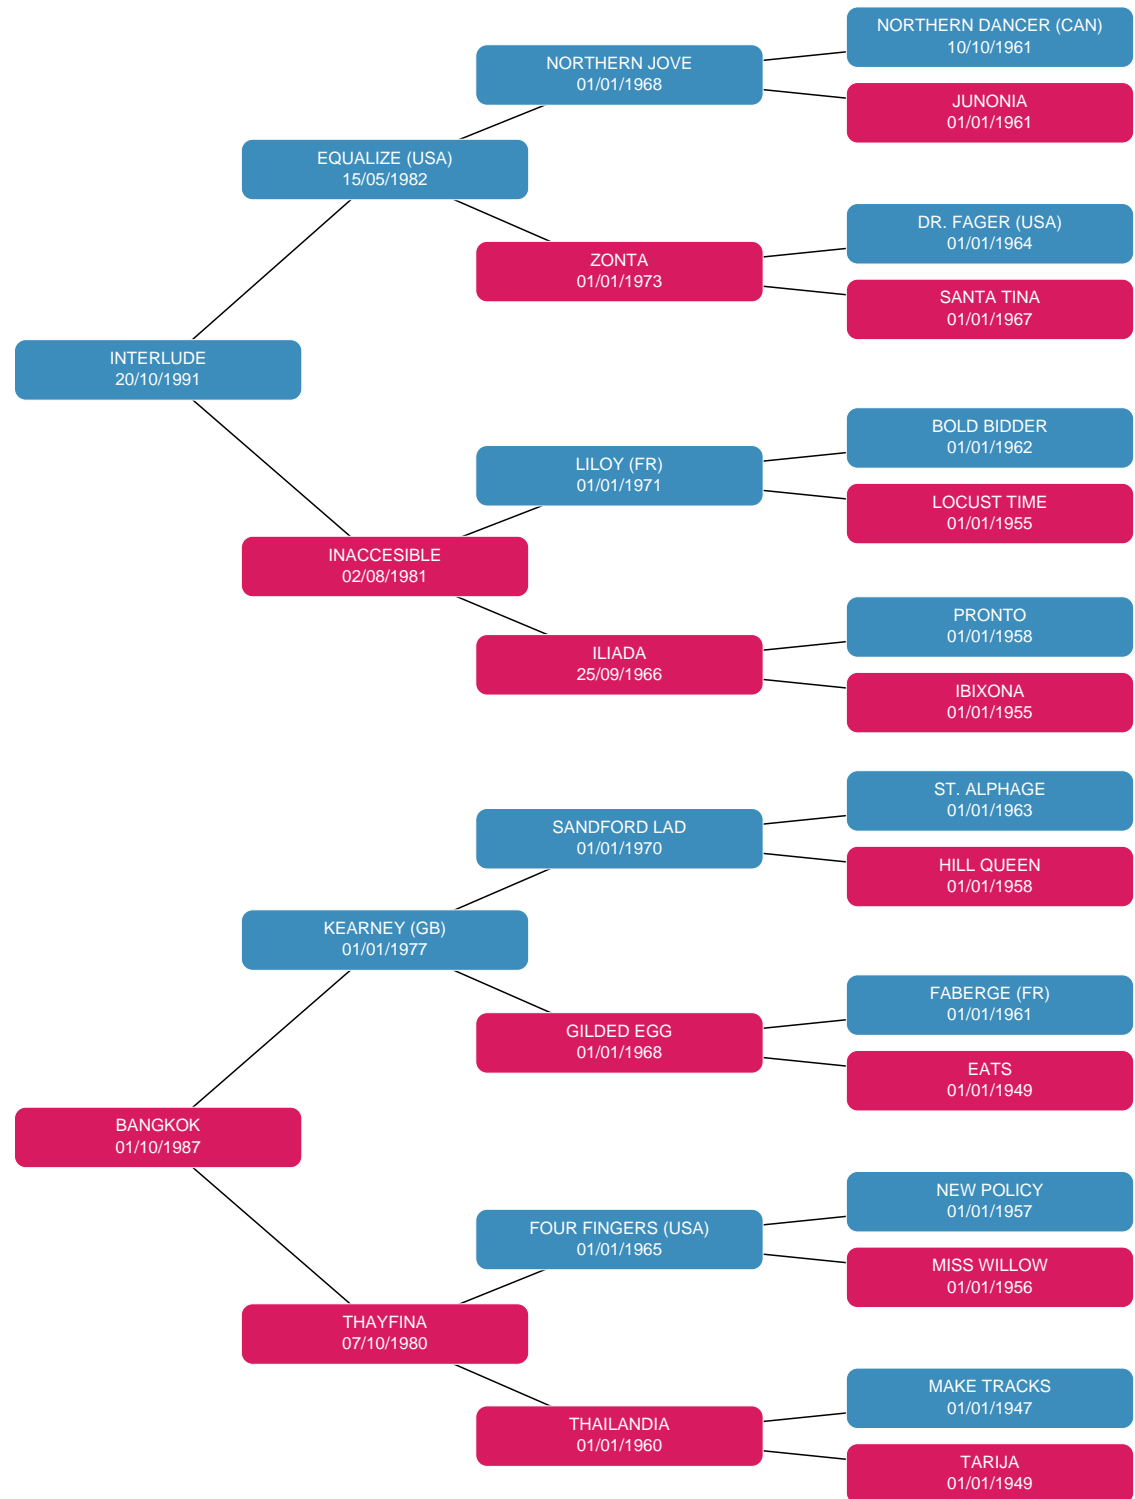 NORTHERN DANCER (CAN)
10/10/1961
NORTHERN JOVE
01/01/1968
JUNONIA
01/01/1961
EQUALIZE (USA)
15/05/1982
DR. FAGER (USA)
01/01/1964
ZONTA
01/01/1973
SANTA TINA
01/01/1967
INTERLUDE
20/10/1991
BOLD BIDDER
01/01/1962
LILOY (FR)
01/01/1971
LOCUST TIME
01/01/1955
INACCESIBLE
02/08/1981
PRONTO
01/01/1958
ILIADA
25/09/1966
IBIXONA
01/01/1955
ST. ALPHAGE
01/01/1963
SANDFORD LAD
01/01/1970
HILL QUEEN
01/01/1958
KEARNEY (GB)
01/01/1977
FABERGE (FR)
01/01/1961
GILDED EGG
01/01/1968
EATS
01/01/1949
BANGKOK
01/10/1987
NEW POLICY
01/01/1957
FOUR FINGERS (USA)
01/01/1965
MISS WILLOW
01/01/1956
THAYFINA
07/10/1980
MAKE TRACKS
01/01/1947
THAILANDIA
01/01/1960
TARIJA
01/01/1949